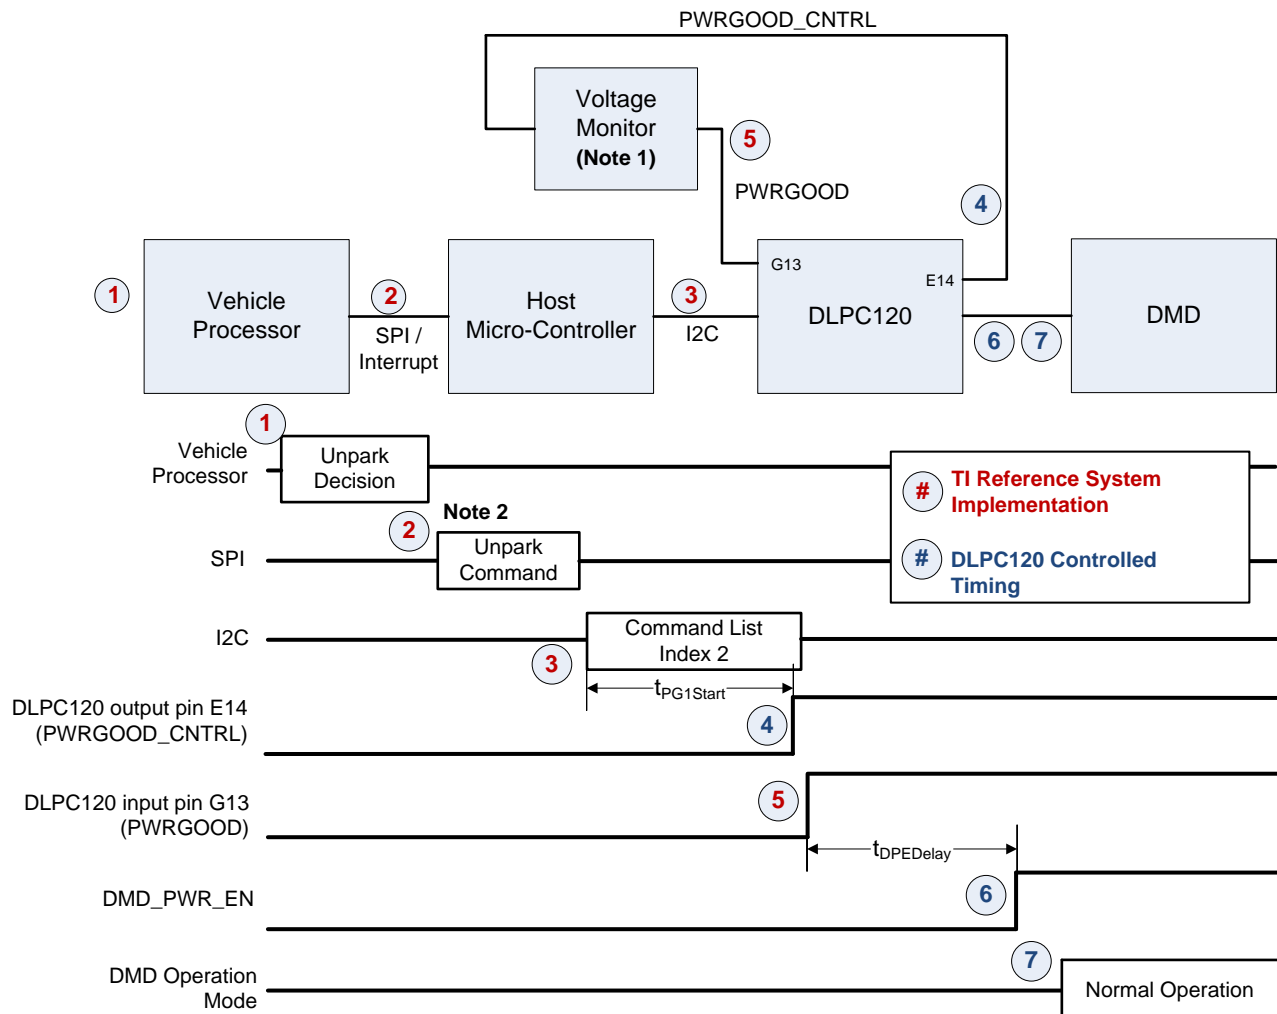 PWRGOOD_CNTRL
Voltage
Monitor
(Note 1)
5
PWRGOOD
4
1
Vehicle
Processor
2
SPI /
Interrupt
Host
Micro-Controller
3
I2C
G13
E14
DLPC120
6
7
DMD
1
Vehicle
Processor
Unpark
Decision
# TI Reference System
Implementation
# DLPC120 Controlled
Timing
Note 2
2
SPI
Unpark
Command
I2C
3
Command List
Index 2
tPG1Start
DLPC120 output pin E14
(PWRGOOD_CNTRL)
4
DLPC120 input pin G13
(PWRGOOD)
5
tDPEDelay
DMD_PWR_EN
6
DMD Operation
Mode
7
Normal Operation